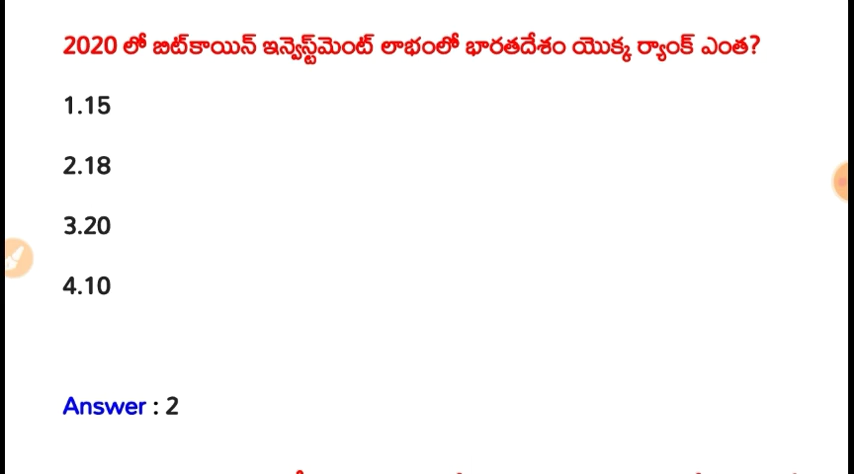 2020 లో బిట్‌కాయిన్ ఇన్వెస్ట్‌మెంట్ లాభంలో భారతదేశం యొక్క ర్యాంక్ ఎంత?
1.15
2.18
3.20
4.10
Answer : 2